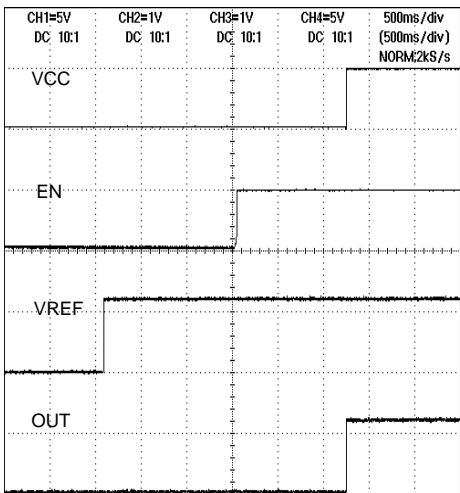 CH1=5V CH2=1V CH3=1V CH4=5V 500ms/div
DC 10:1 DC 10:1 DC 10:1 DC 10:1 (500ms/div)
NORM:2kS/s
VCC
EN
VREF
OUT